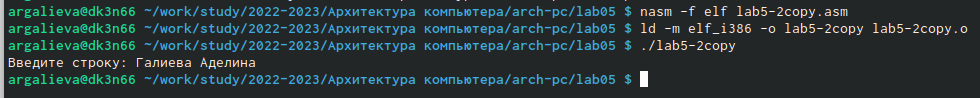 argalieva@dk3n66 ~/work/study/2022-2023/Архитектура компьютера/arch-pc/lab05 $ nasm -f elf lab5-2copy.asm
argalieva@dk3n66 ~/work/study/2022-2023/Архитектура компьютера/arch-pc/lab05 $ ld -m elf_i386 -o lab5-2copy lab5-2copy.o
argalieva@dk3n66 ~/work/study/2022-2023/Архитектура компьютера/arch-pc/lab05 $ ./lab5-2copy
Введите строку: Галиева Аделина
argalieva@dk3n66 ~/work/study/2022-2023/Архитектура компьютера/arch-pc/lab05 $